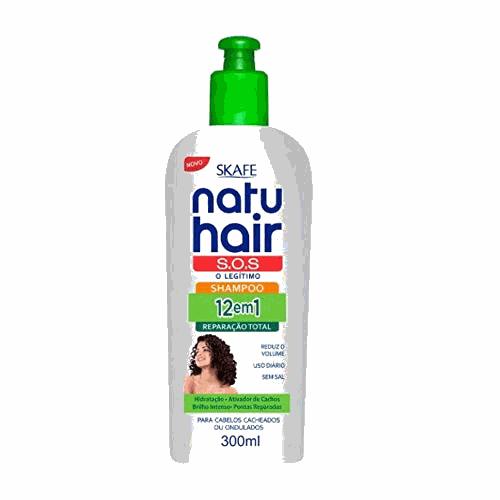 NOVO
SKAFE
natu
hair
S.O.S
O LEGÍTIMO
SHAMPOO
12em1
REPARAÇÃO TOTAL
REDUZ O
VOLUME
USO DIÁRIO
SEM SAL
Hidratação • Ativador de Cachos
Brilho Intenso • Pontas Reparadas
PARA CABELOS CACHEADOS
OU ONDULADOS
300ml